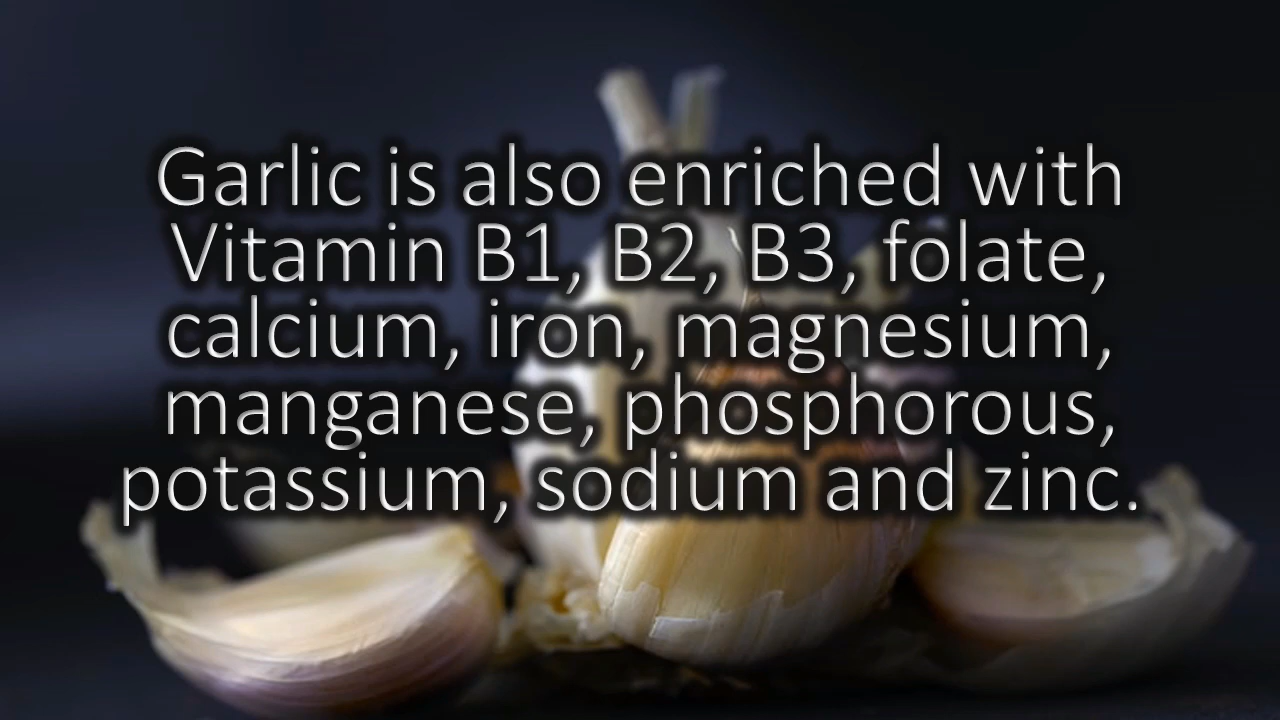 Garlic is also enriched with
Vitamin B1, B2, B3, folate,
calcium, iron, magnesium,
manganese, phosphorous,
potassium, sodium and zinc.